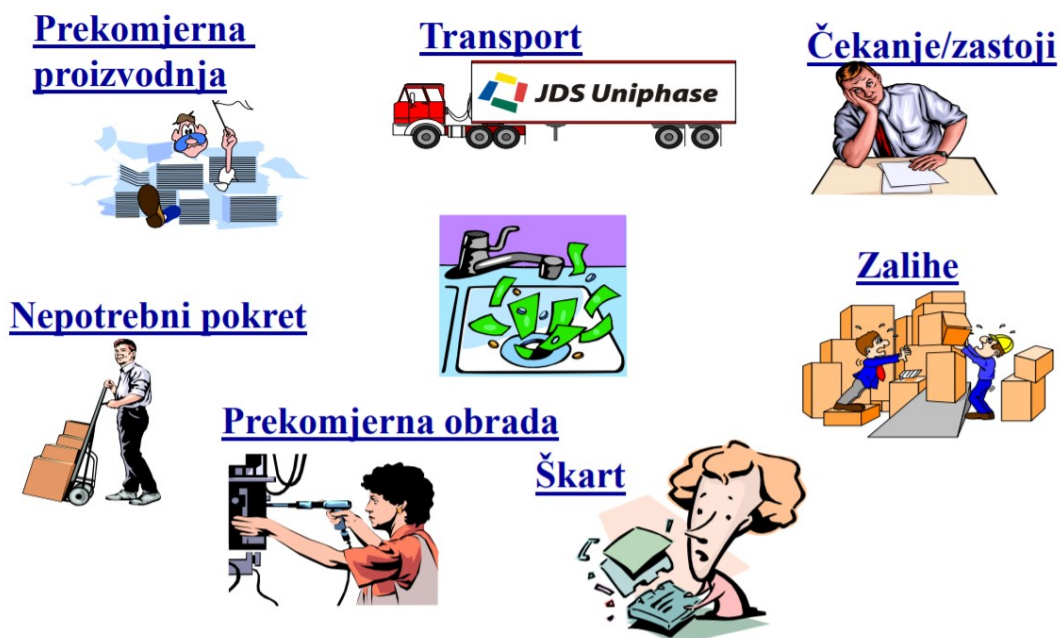 Prekomjerna
proizvodnja
Transport
JDS Uniphase
Čekanje/zastoji
Zalihe
Nepotrebni pokret
Prekomjerna obrada
Škart